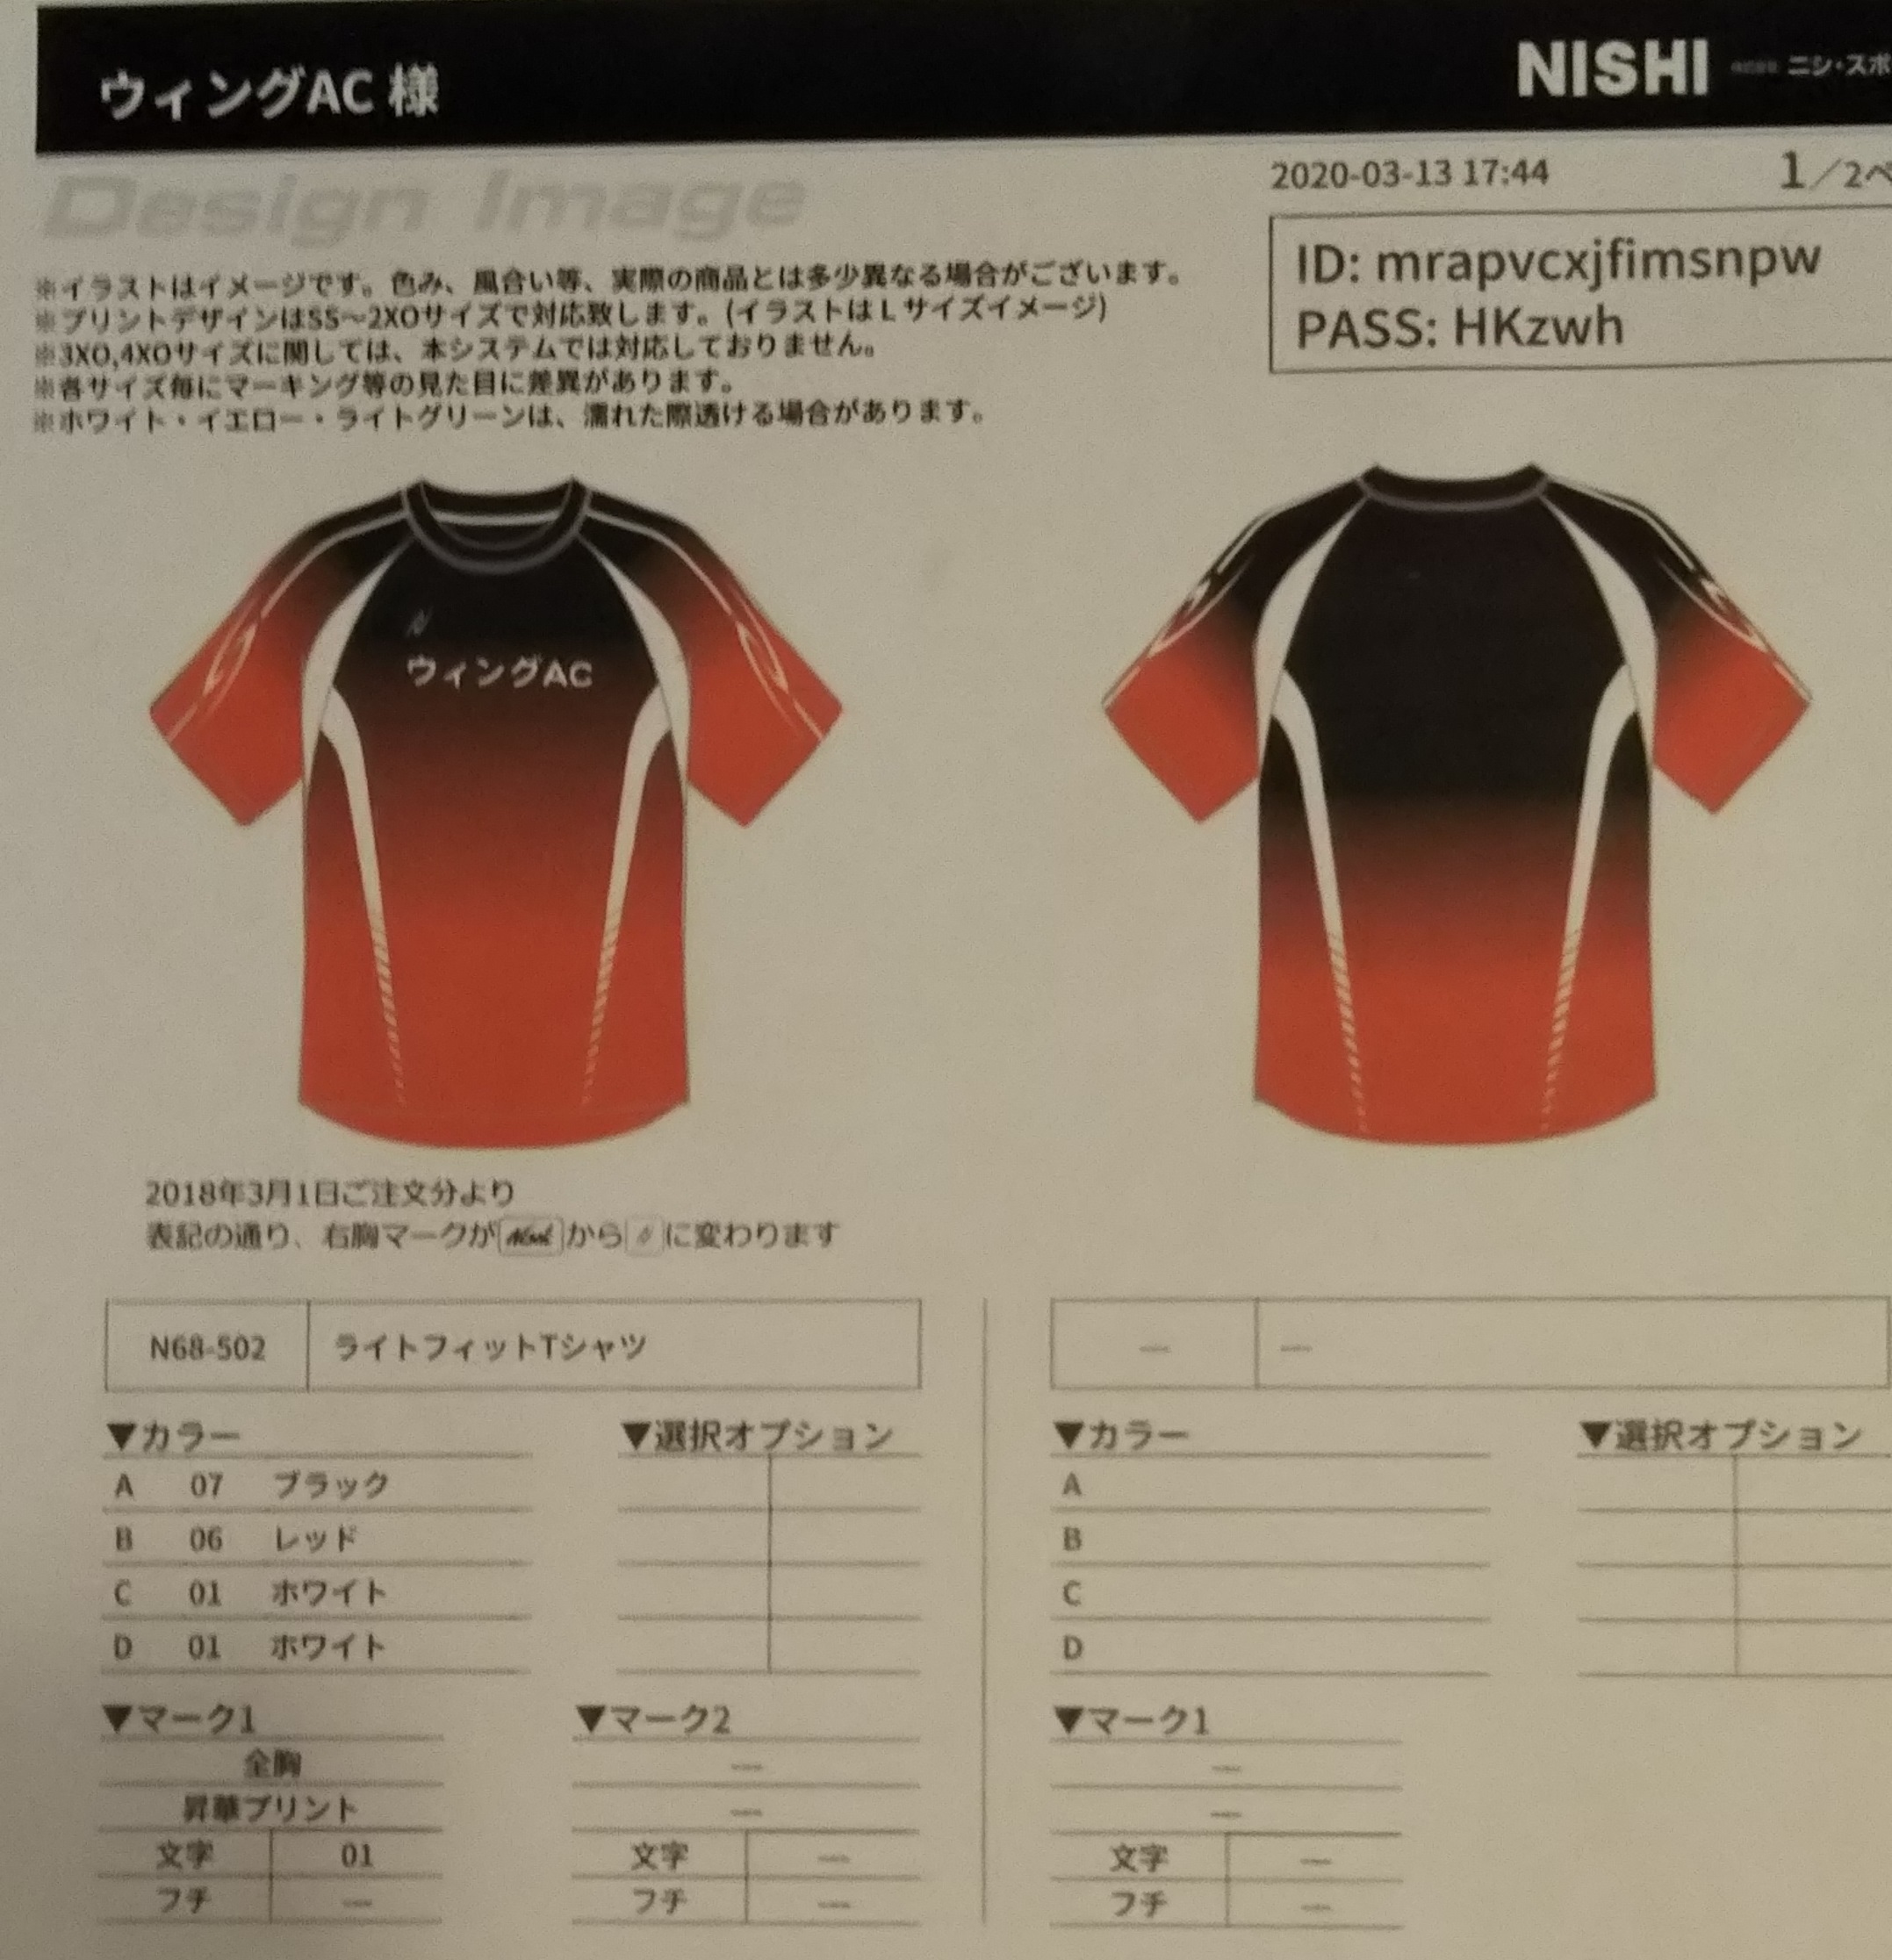 ウィングAC 様
NISHI ニシ・スポ
Design Image
2020-03-13 17:44
1/2ペ
ID: mrapvcxjfimsnpw
PASS: HKzwh
※イラストはイメージです。色み、風合い等、実際の商品とは多少異なる場合がございます。
※プリントデザインはSS～2XOサイズで対応致します。(イラストはLサイズイメージ)
※3XO,4XOサイズに関しては、本システムでは対応しておりません。
※各サイズ毎にマーキング等の見た目に差異があります。
※ホワイト・イエロー・ライトグリーンは、濡れた際透ける場合があります。
ウィングAC
2018年3月1日ご注文分より
表記の通り、右胸マークがからに変わります
N68-502 ライトフィットTシャツ
— —
▼カラー ▼選択オプション
A 07 ブラック
B 06 レッド
C 01 ホワイト
D 01 ホワイト
▼カラー ▼選択オプション
A
B
C
D
▼マーク1
全胸
昇華プリント
文字 01
フチ —
▼マーク2
—
—
文字 —
フチ —
▼マーク1
—
—
文字 —
フチ —